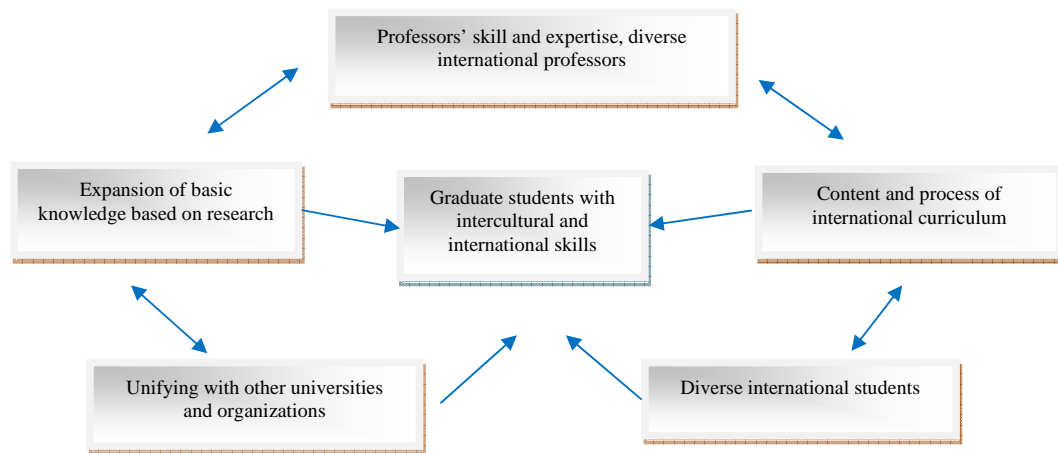 Professors’ skill and expertise, diverse
international professors
Expansion of basic
knowledge based on research
Graduate students with
intercultural and
international skills
Content and process of
international curriculum
Unifying with other universities
and organizations
Diverse international students